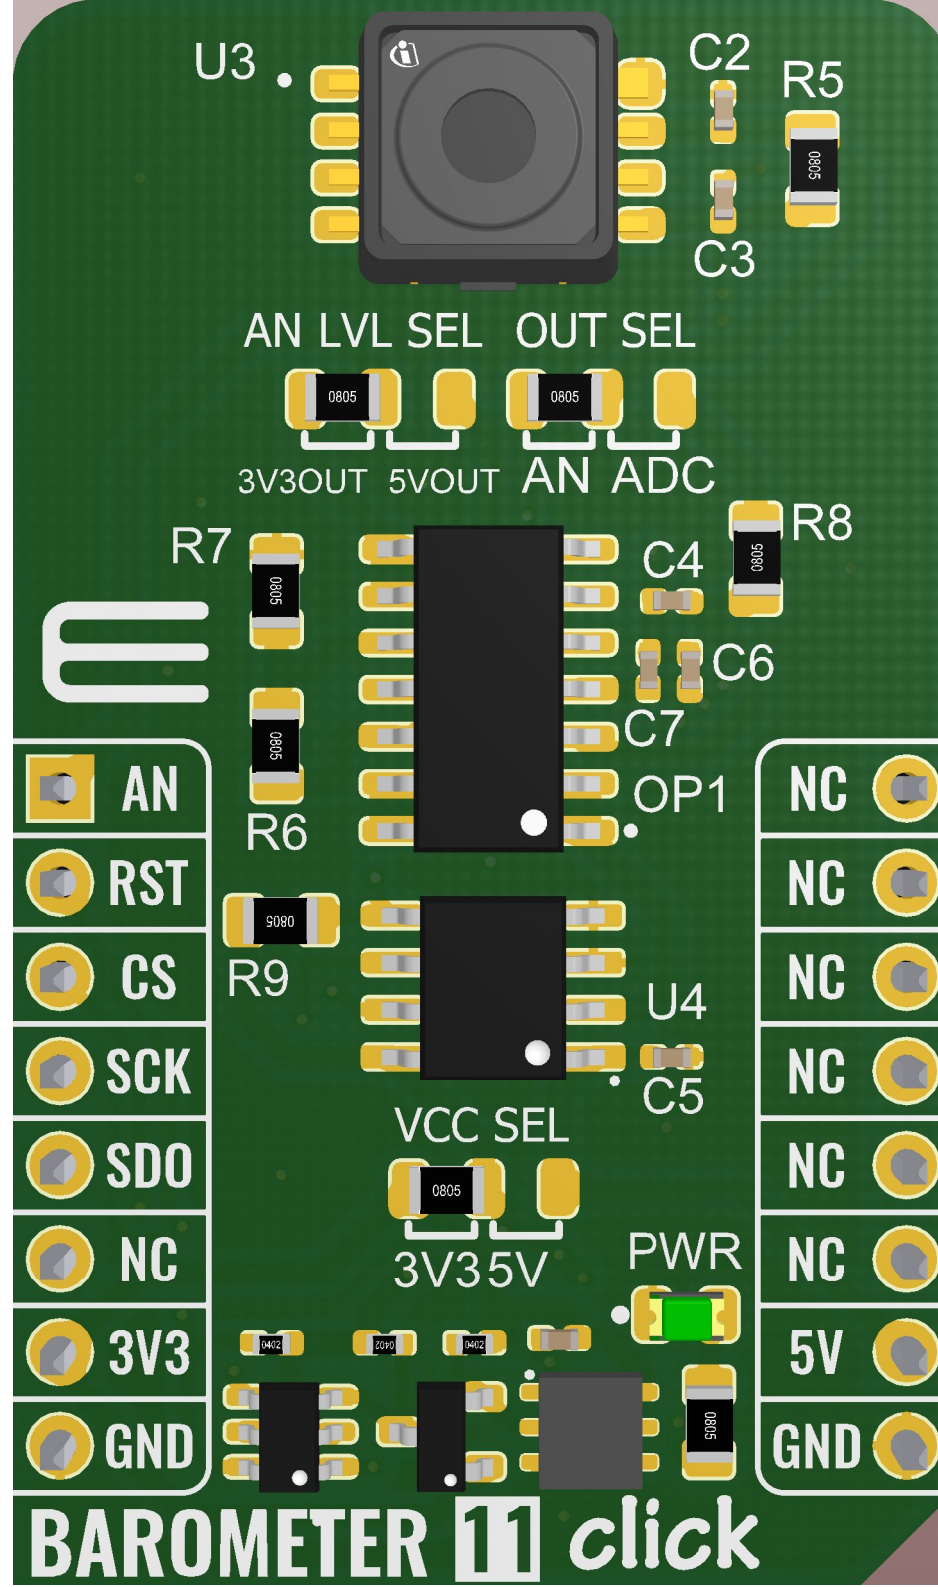 U3
C2
R5
0805
C3
AN LVL SEL
OUT SEL
0805
0805
3V3OUT
5VOUT
AN
ADC
R7
0805
C4
R8
0805
C6
C7
0805
R6
OP1
AN
NC
RST
NC
0805
R9
CS
NC
U4
SCK
NC
C5
VCC SEL
SDO
NC
0805
3V3
5V
NC
NC
PWR
0402
0402
0402
3V3
5V
0805
GND
GND
BAROMETER 11 click